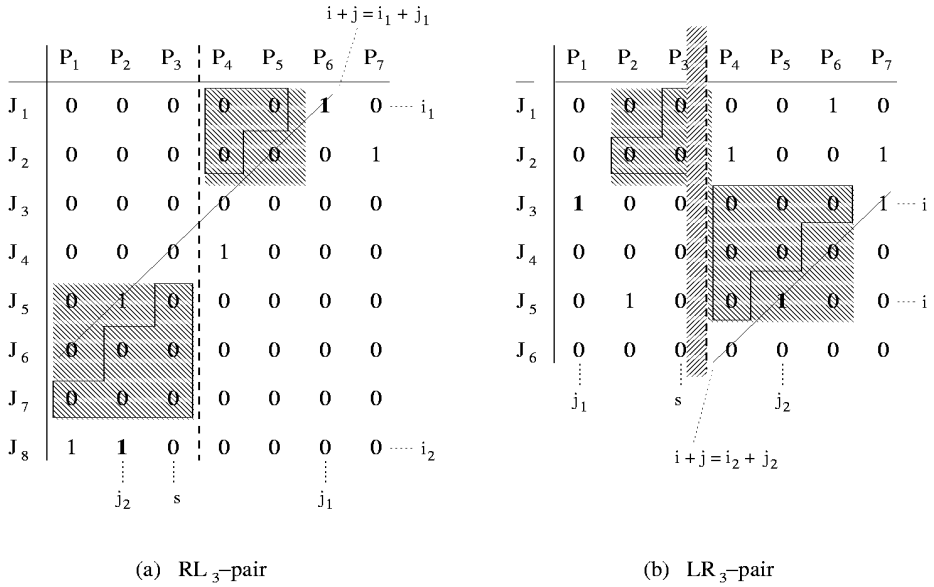 i + j = i1 + j1
P1 P2 P3 P4 P5 P6 P7
J1 0 0 0 0 0 1 0 i1
J2 0 0 0 0 0 0 1
J3 0 0 0 0 0 0 0
J4 0 0 0 1 0 0 0
J5 0 1 0 0 0 0 0
J6 0 0 0 0 0 0 0
J7 0 0 0 0 0 0 0
J8 1 1 0 0 0 0 0 i2
j2 s j1
(a) RL3–pair
P1 P2 P3 P4 P5 P6 P7
J1 0 0 0 0 0 1 0
J2 0 0 0 1 0 0 1
J3 1 0 0 0 0 0 1 i
J4 0 0 0 0 0 0 0
J5 0 1 0 0 1 0 0 i
J6 0 0 0 0 0 0 0
j1 s j2
i + j = i2 + j2
(b) LR3–pair